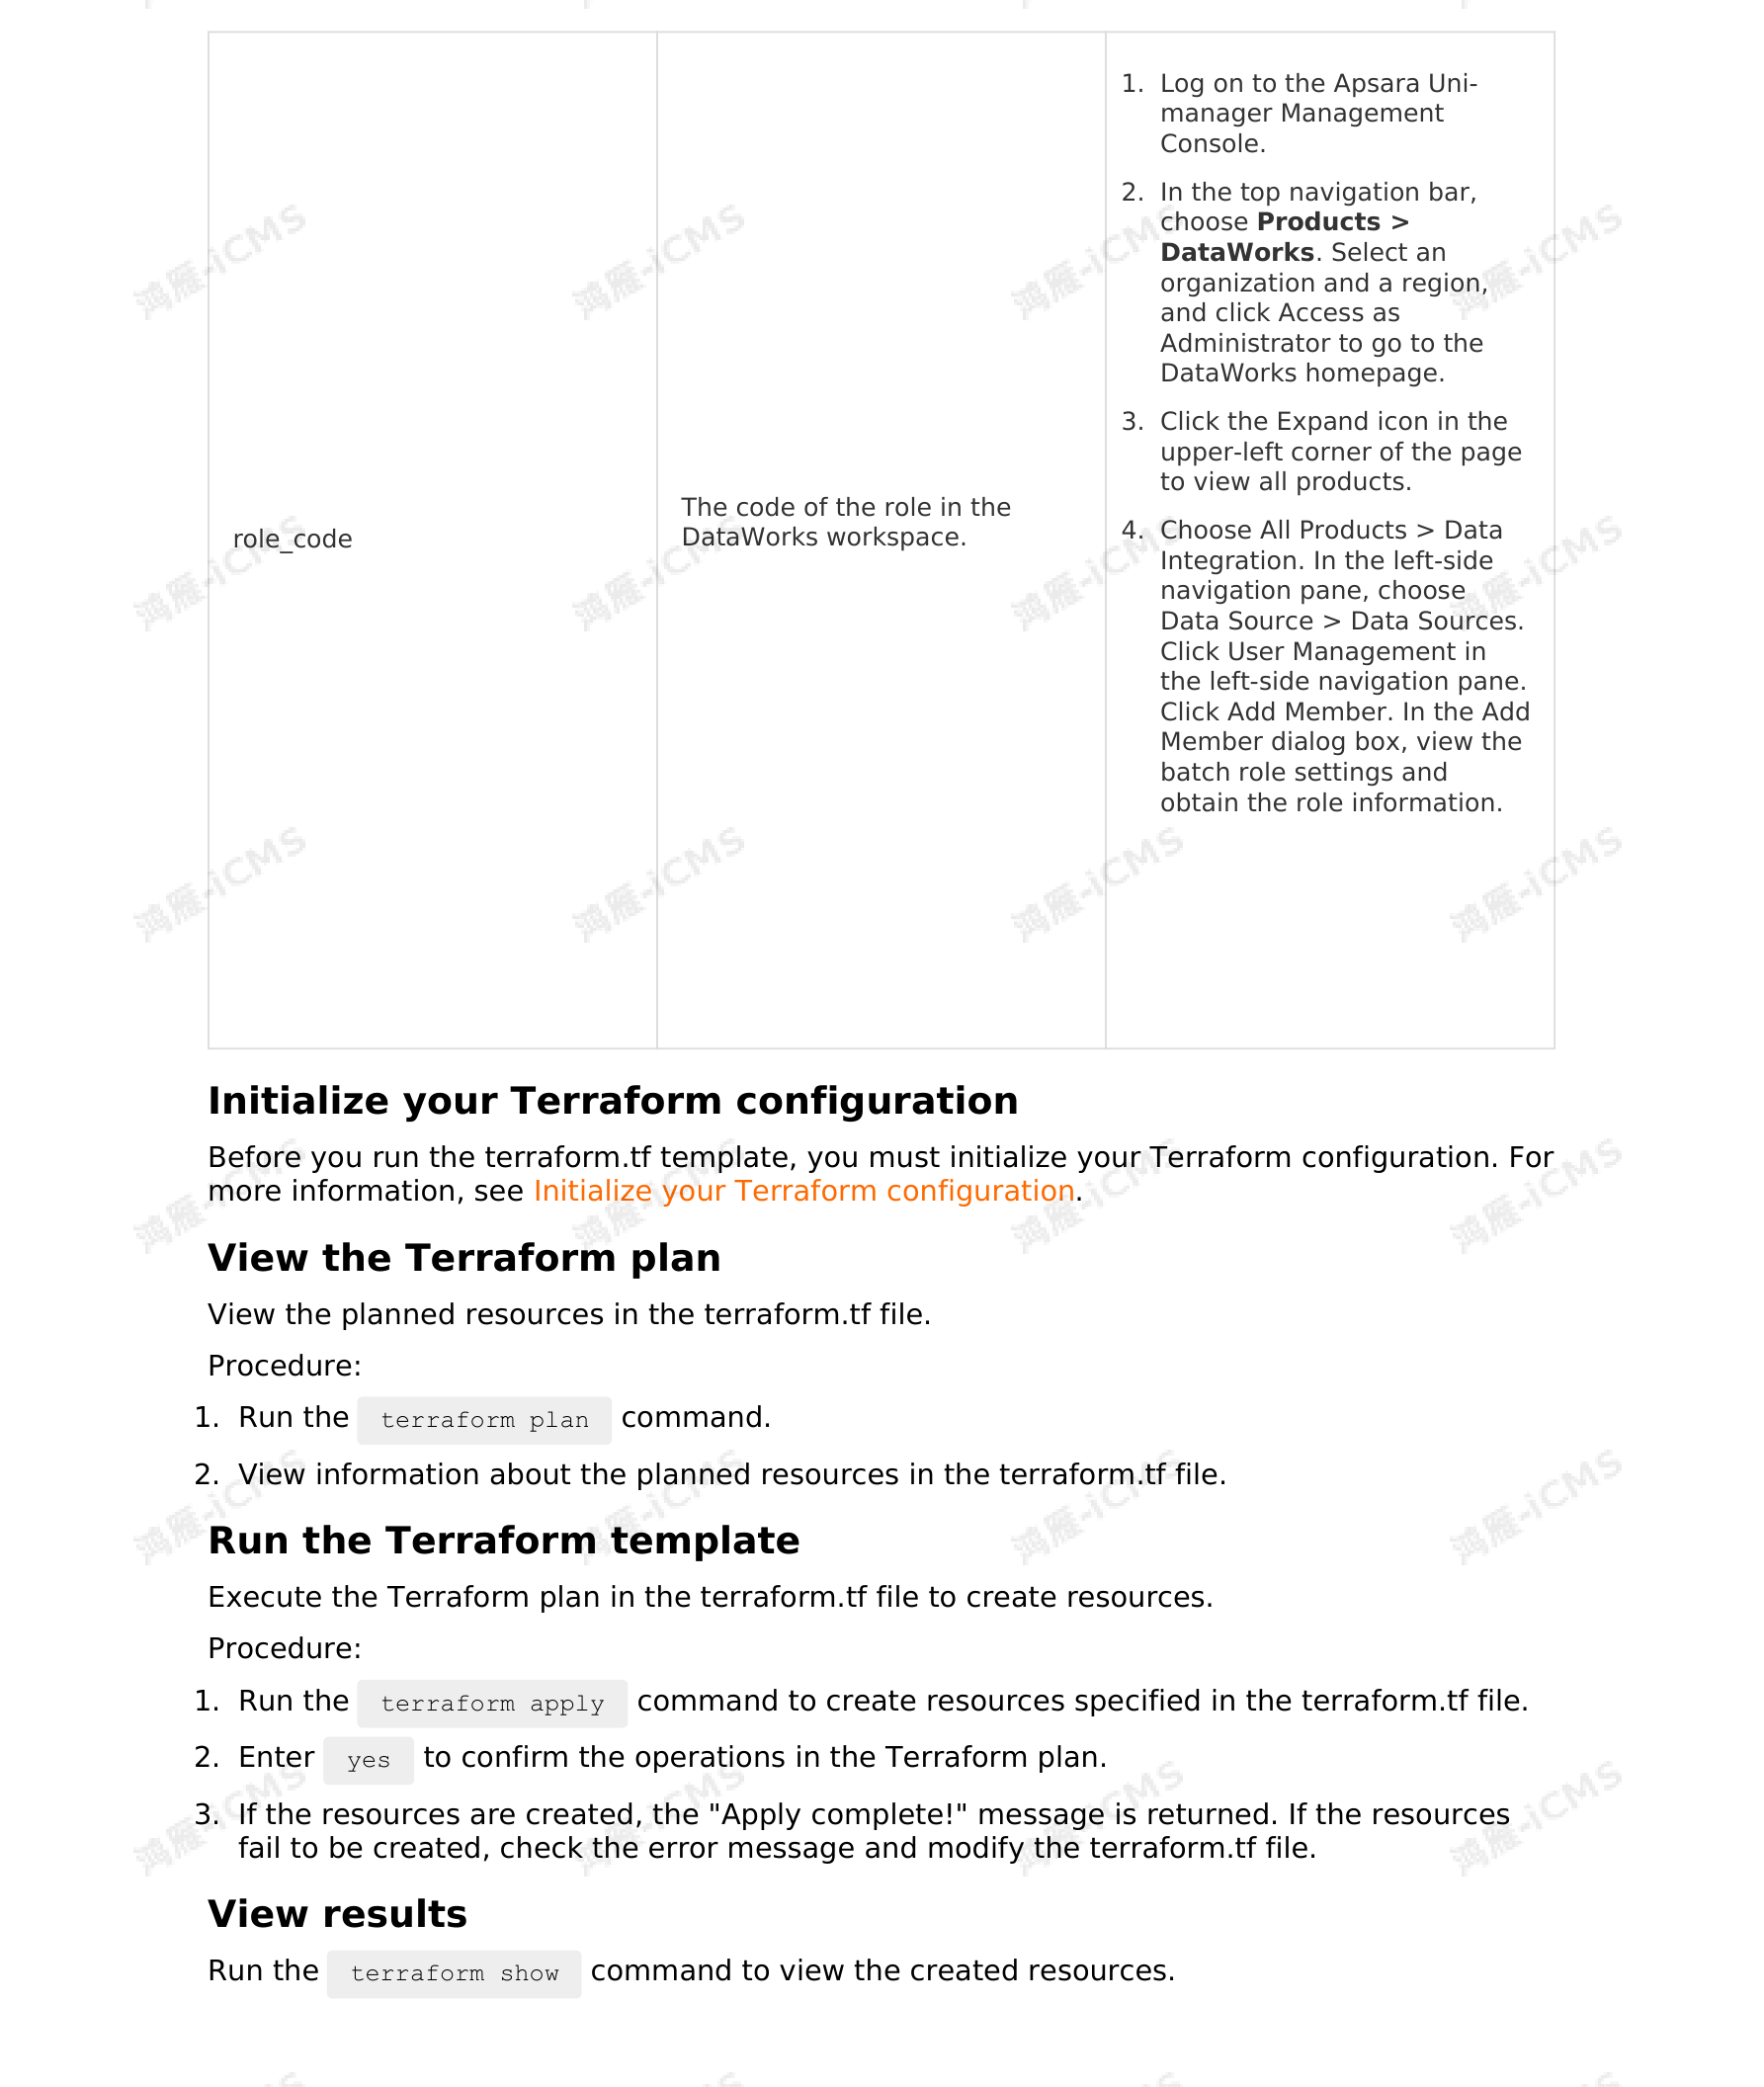 role_code
The code of the role in the
DataWorks workspace.
1. Log on to the Apsara Uni-
manager Management
Console.
2. In the top navigation bar,
choose Products >
DataWorks. Select an
organization and a region,
and click Access as
Administrator to go to the
DataWorks homepage.
3. Click the Expand icon in the
upper-left corner of the page
to view all products.
4. Choose All Products > Data
Integration. In the left-side
navigation pane, choose
Data Source > Data Sources.
Click User Management in
the left-side navigation pane.
Click Add Member. In the Add
Member dialog box, view the
batch role settings and
obtain the role information.
Initialize your Terraform configuration
Before you run the terraform.tf template, you must initialize your Terraform configuration. For
more information, see Initialize your Terraform configuration.
View the Terraform plan
View the planned resources in the terraform.tf file.
Procedure:
1. Run the terraform plan command.
2. View information about the planned resources in the terraform.tf file.
Run the Terraform template
Execute the Terraform plan in the terraform.tf file to create resources.
Procedure:
1. Run the terraform apply command to create resources specified in the terraform.tf file.
2. Enter yes to confirm the operations in the Terraform plan.
3. If the resources are created, the "Apply complete!" message is returned. If the resources
fail to be created, check the error message and modify the terraform.tf file.
View results
Run the terraform show command to view the created resources.
鸿雁-iCMS